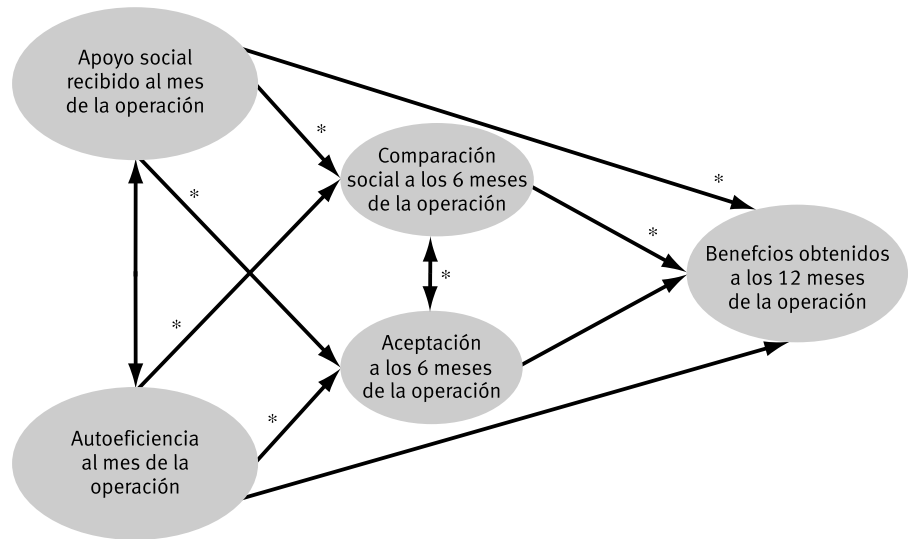 Apoyo social
recibido al mes
de la operación
*
Comparación
social a los 6 meses
de la operación
*
*
*
Benefcios obtenidos
a los 12 meses
de la operación
*
*
Aceptación
a los 6 meses
de la operación
*
Autoeficiencia
al mes de la
operación